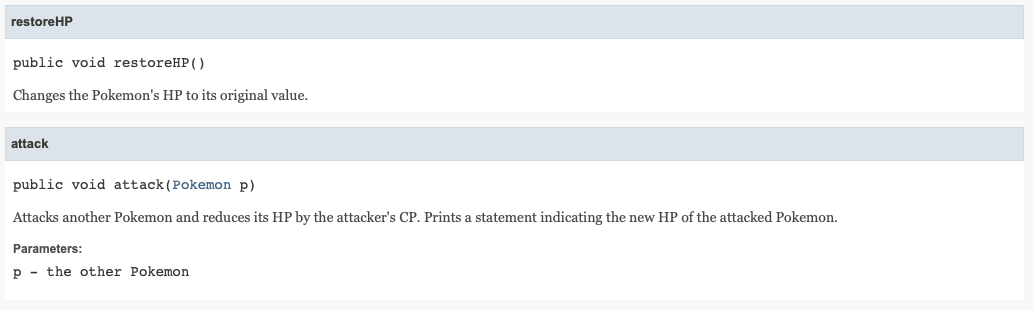 restoreHP
public void restoreHP()
Changes the Pokemon's HP to its original value.
attack
public void attack(Pokemon p)
Attacks another Pokemon and reduces its HP by the attacker's CP. Prints a statement indicating the new HP of the attacked Pokemon.
Parameters:
p - the other Pokemon